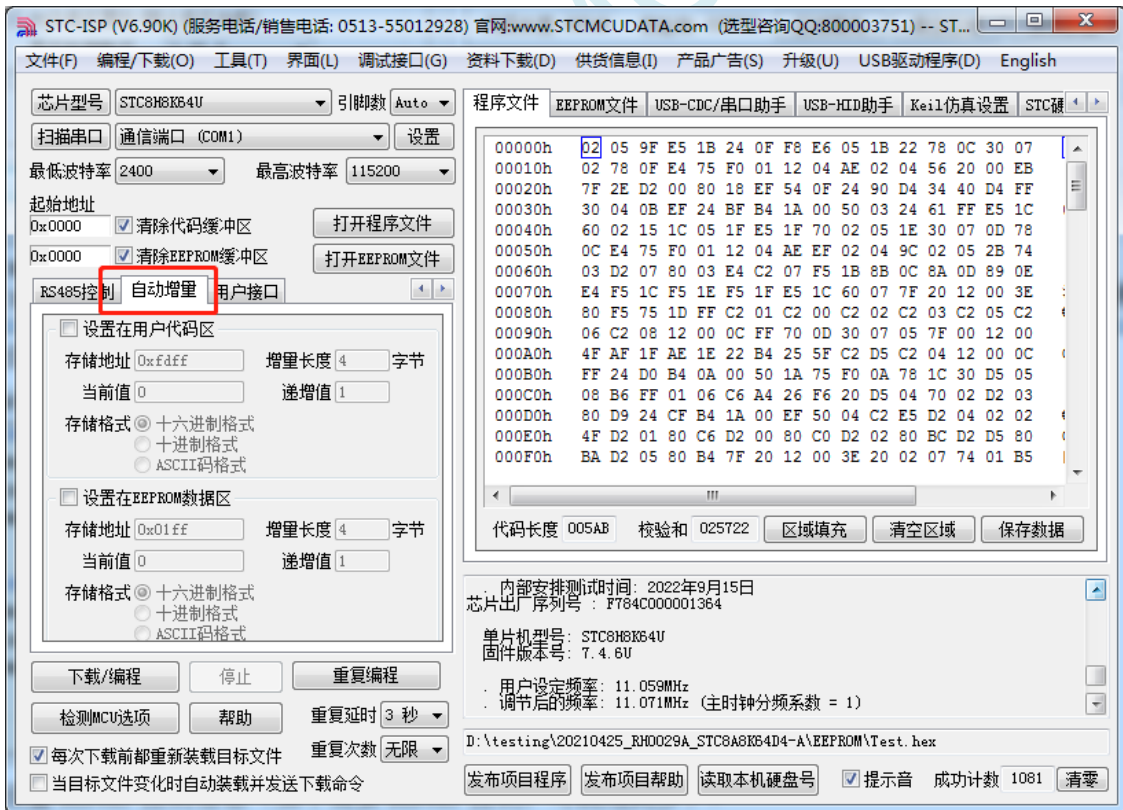 STC-ISP (V6.90K) (服务电话/销售电话: 0513-55012928) 官网:www.STCMCUDATA.com (选型咨询QQ:800003751) -- ST...
文件(F) 编程/下载(O) 工具(T) 界面(L) 调试接口(G) 资料下载(D) 供货信息(I) 产品广告(S) 升级(U) USB驱动程序(D) English
芯片型号 STC8H8K64U 引脚数 Auto
扫描串口 通信端口 (COM1) 设置
最低波特率 2400 最高波特率 115200
起始地址
0x0000 清除代码缓冲区 打开程序文件
0x0000 清除EEPROM缓冲区 打开EEPROM文件
RS485控制 自动增量 用户接口
设置在用户代码区
存储地址 0xfdff 增量长度 4 字节
当前值 0 递增值 1
存储格式 十六进制格式
十进制格式
ASCII码格式
设置在EEPROM数据区
存储地址 0x01ff 增量长度 4 字节
当前值 0 递增值 1
存储格式 十六进制格式
十进制格式
ASCII码格式
下载/编程 停止 重复编程
检测MCU选项 帮助 重复延时 3 秒
每次下载前都重新装载目标文件 重复次数 无限
当目标文件变化时自动装载并发送下载命令
程序文件 EEPROM文件 USB-CDC/串口助手 USB-HID助手 Keil仿真设置 STC硬
00000h 02 05 9F E5 1B 24 0F F8 E6 05 1B 22 78 0C 30 07
00010h 02 78 0F E4 75 F0 01 12 04 AE 02 04 56 20 00 EB
00020h 7F 2E D2 00 80 18 EF 54 0F 24 90 D4 34 40 D4 FF
00030h 30 04 0B EF 24 BF B4 1A 00 50 03 24 61 FF E5 1C
00040h 60 02 15 1C 05 1F E5 1F 70 02 05 1E 30 07 0D 78
00050h 0C E4 75 F0 01 12 04 AE EF 02 04 9C 02 05 2B 74
00060h 03 D2 07 80 03 E4 C2 07 F5 1B 8B 0C 8A 0D 89 0E
00070h E4 F5 1C F5 1E F5 1F E5 1C 60 07 7F 20 12 00 3E
00080h 80 F5 75 1D FF C2 01 C2 00 C2 02 C2 03 C2 05 C2
00090h 06 C2 08 12 00 0C FF 70 0D 30 07 05 7F 00 12 00
000A0h 4F AF 1F AE 1E 22 B4 25 5F C2 D5 C2 04 12 00 0C
000B0h FF 24 D0 B4 0A 00 50 1A 75 F0 0A 78 1C 30 D5 05
000C0h 08 B6 FF 01 06 C6 A4 26 F6 20 D5 04 70 02 D2 03
000D0h 80 D9 24 CF B4 1A 00 EF 50 04 C2 E5 D2 04 02 02
000E0h 4F D2 01 80 C6 D2 00 80 C0 D2 02 80 BC D2 D5 80
000F0h BA D2 05 80 B4 7F 20 12 00 3E 20 02 07 74 01 B5
代码长度 005AB 校验和 025722 区域填充 清空区域 保存数据
. 内部安排测试时间: 2022年9月15日
芯片出厂序列号 : F784C000001364
单片机型号: STC8H8K64U
固件版本号: 7.4.6U
. 用户设定频率: 11.059MHz
. 调节后的频率: 11.071MHz (主时钟分频系数 = 1)
D:\testing\20210425_RH0029A_STC8A8K64D4-A\EEPROM\Test.hex
发布项目程序 发布项目帮助 读取本机硬盘号 提示音 成功计数 1081 清零